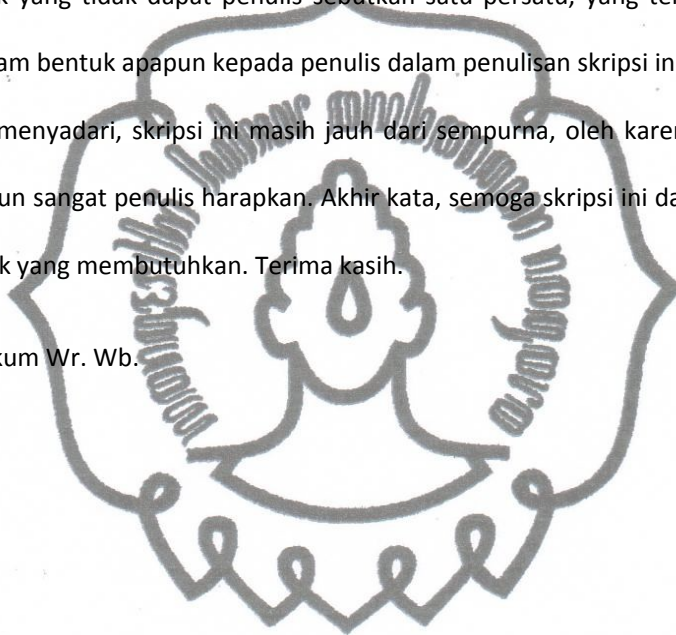 k yang tidak dapat penulis sebutkan satu persatu, yang
am bentuk apapun kepada penulis dalam penulisan skripsi in
menyadari, skripsi ini masih jauh dari sempurna, oleh karen
un sangat penulis harapkan. Akhir kata, semoga skripsi ini da
k yang membutuhkan. Terima kasih.
kum Wr. Wb.